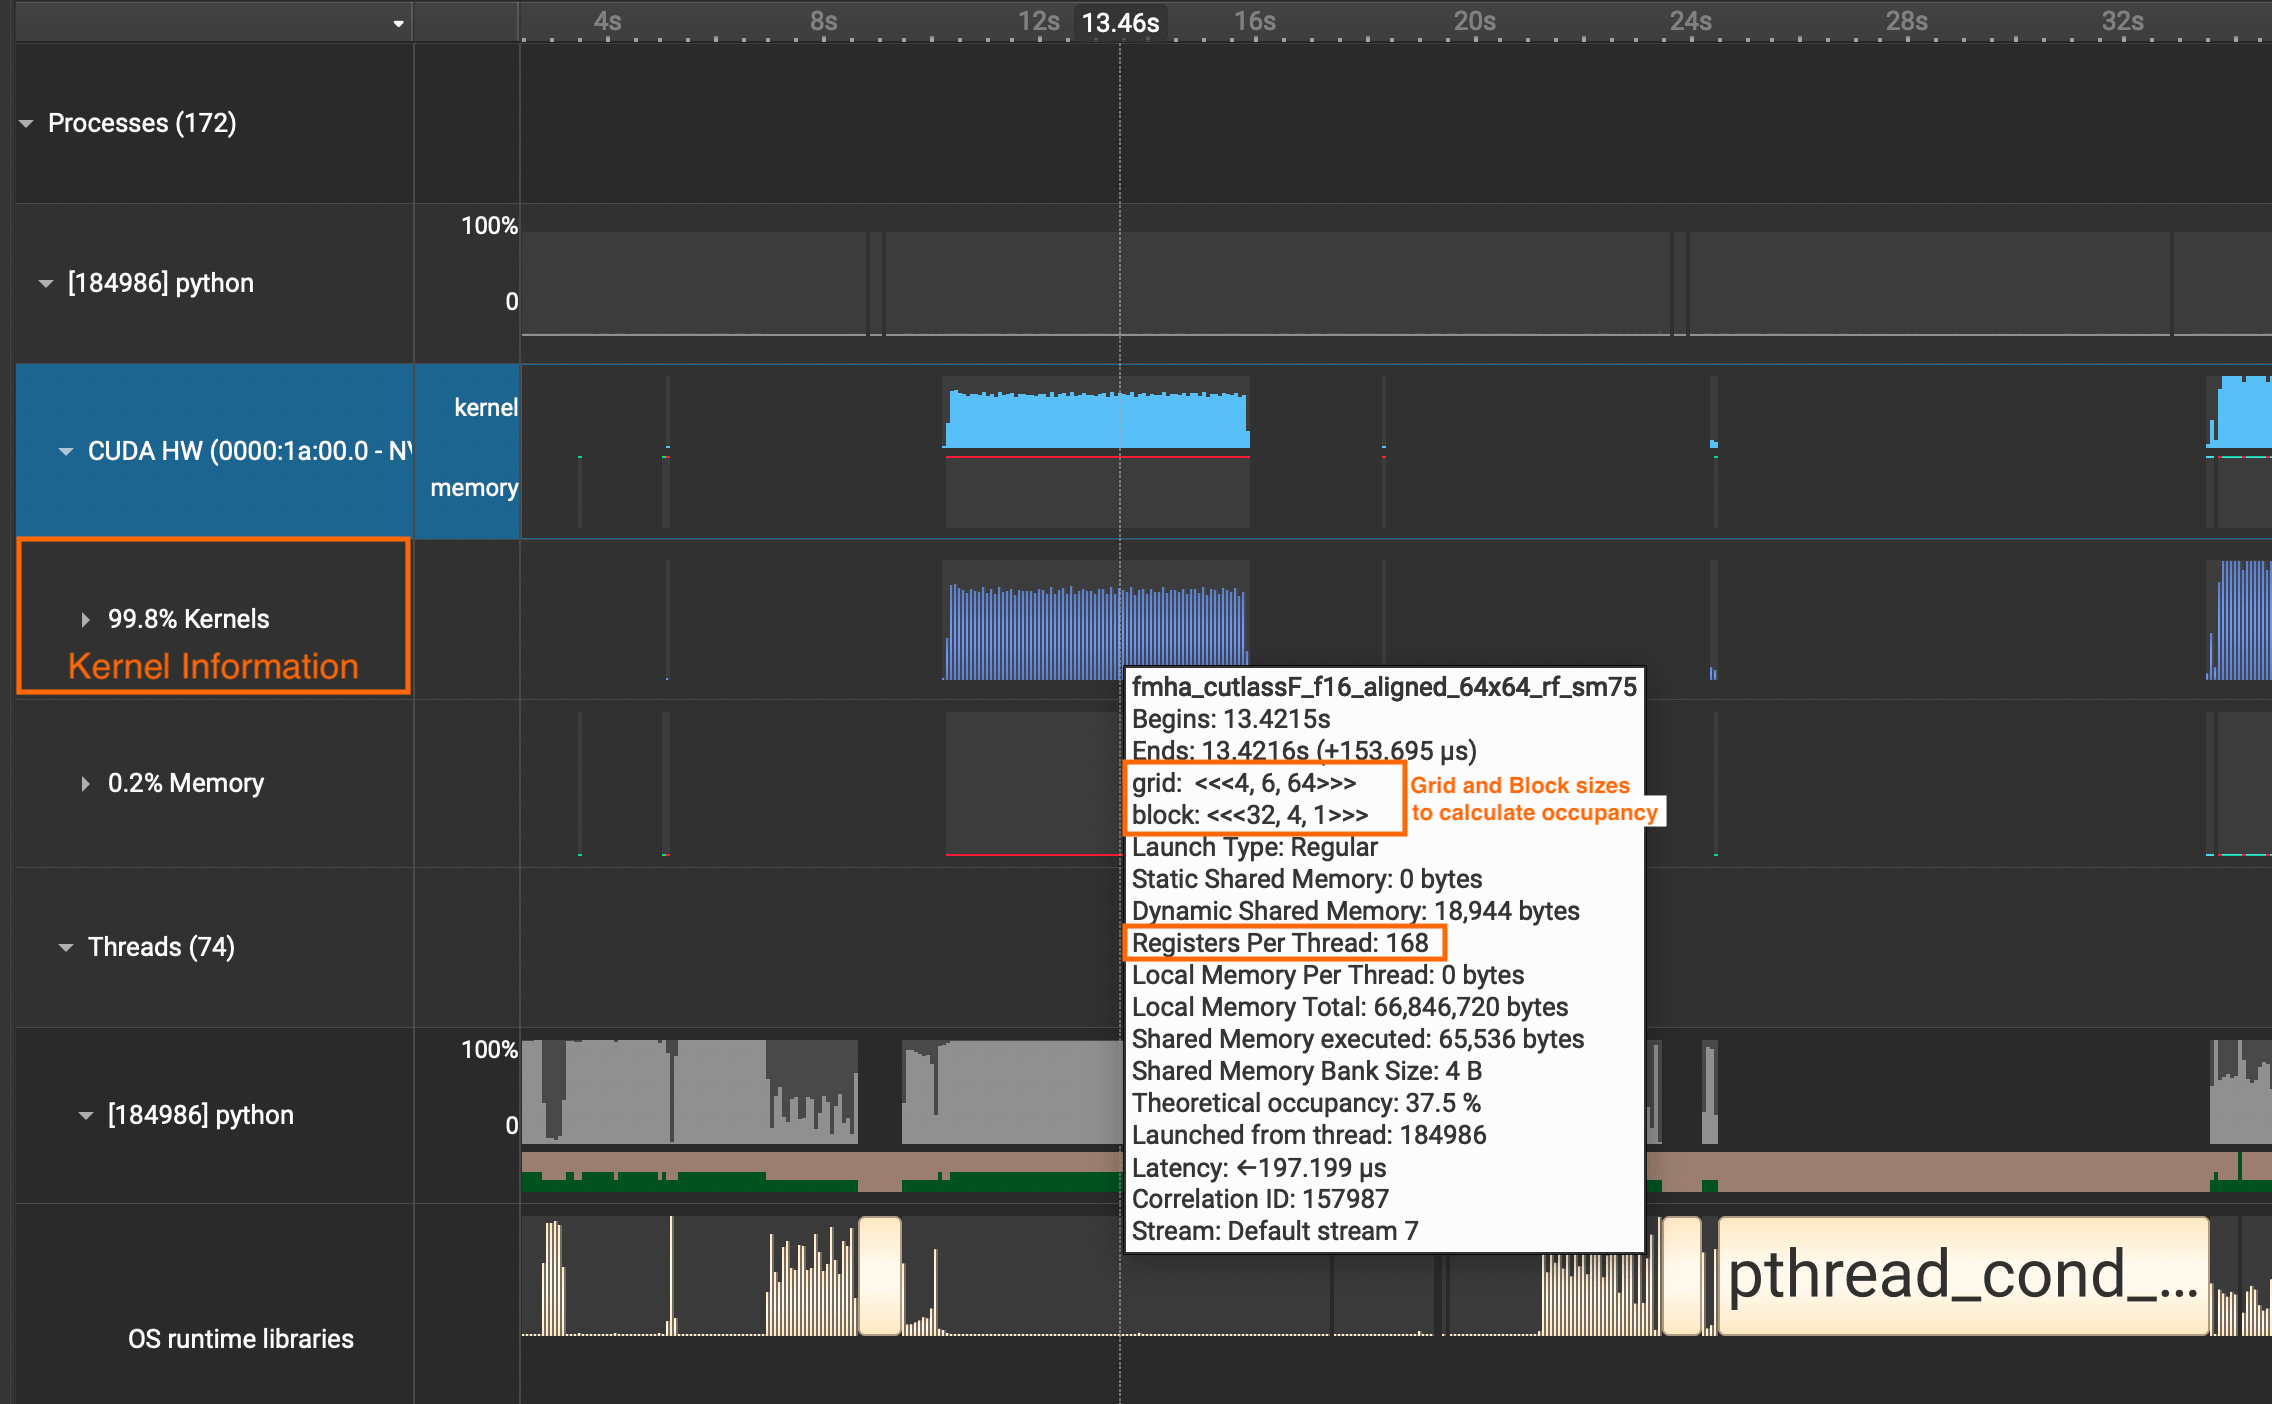 4s 8s 12s 13.46s 16s 20s 24s 28s 32s
Processes (172)
100%
[184986] python
0
kernel
CUDA HW (0000:1a:00.0 - NV
memory
99.8% Kernels
Kernel Information
fmha_cutlassF_f16_aligned_64x64_rf_sm75
Begins: 13.4215s
Ends: 13.4216s (+153.695 μs)
grid: <<<4, 6, 64>>>
block: <<<32, 4, 1>>>
Grid and Block sizes
to calculate occupancy
Launch Type: Regular
Static Shared Memory: 0 bytes
Dynamic Shared Memory: 18,944 bytes
Registers Per Thread: 168
Local Memory Per Thread: 0 bytes
Local Memory Total: 66,846,720 bytes
Shared Memory executed: 65,536 bytes
Shared Memory Bank Size: 4 B
Theoretical occupancy: 37.5 %
Launched from thread: 184986
Latency: ←197.199 μs
Correlation ID: 157987
Stream: Default stream 7
0.2% Memory
Threads (74)
100%
[184986] python
0
pthread_cond_...
OS runtime libraries